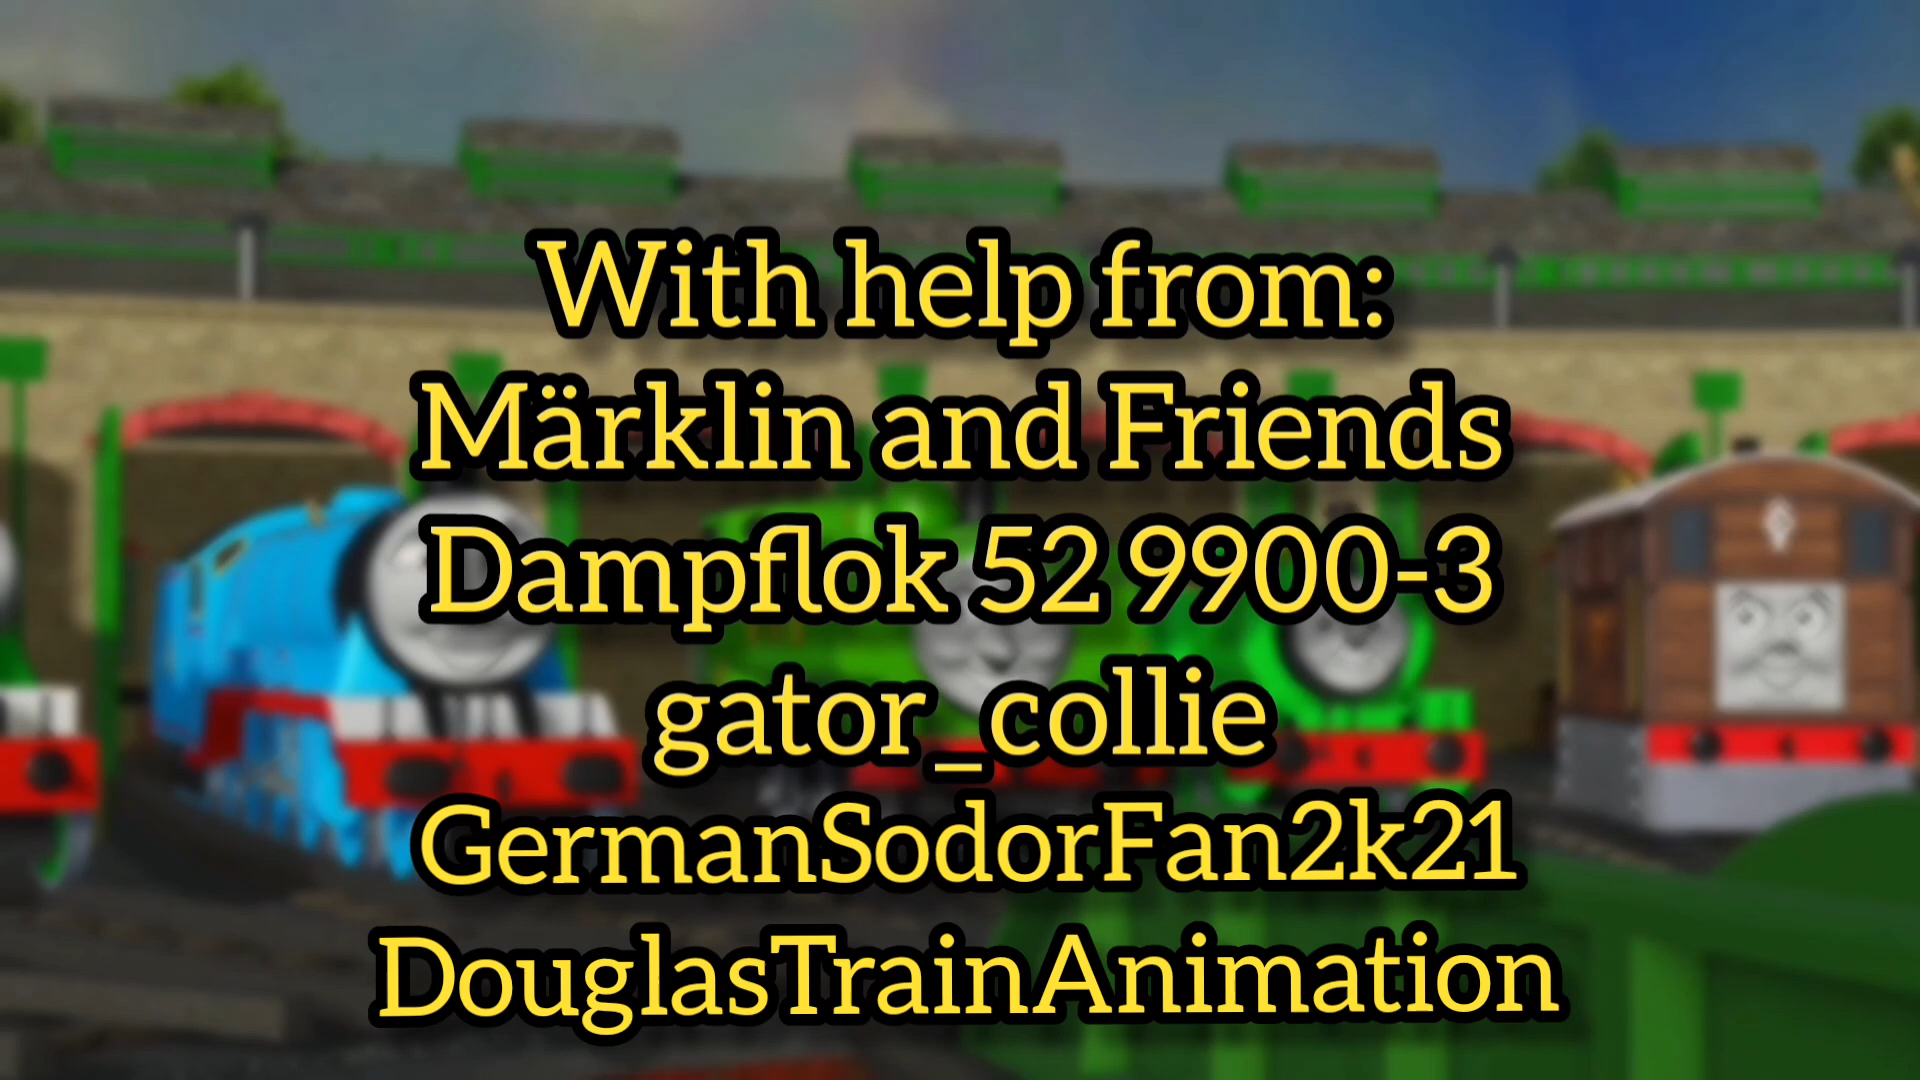 With help from:
Märklin and Friends
Dampflok 52 9900-3
gator_collie
GermanSodorFan2k21
DouglasTrainAnimation